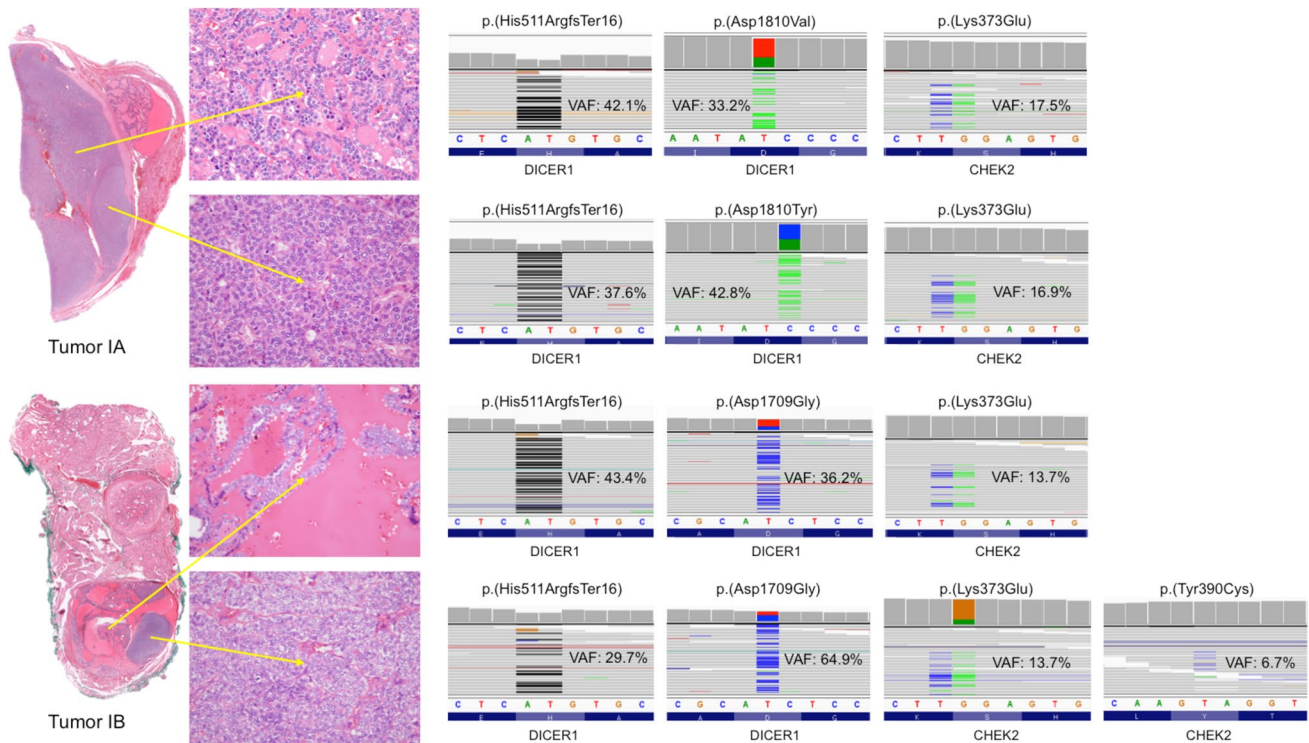 p.(His511ArgfsTer16) p.(Asp1810Val) p.(Lys373Glu)
VAF: 42.1% VAF: 33.2% VAF: 17.5%
C T C A T G T G C A A T A T C C C C C T T G G A G T G
E H A I D G K S H
DICER1 DICER1 CHEK2
p.(His511ArgfsTer16) p.(Asp1810Tyr) p.(Lys373Glu)
VAF: 37.6% VAF: 42.8% VAF: 16.9%
C T C A T G T G C A A T A T C C C C C T T G G A G T G
E H A I D G K S H
Tumor IA
DICER1 DICER1 CHEK2
p.(His511ArgfsTer16) p.(Asp1709Gly) p.(Lys373Glu)
VAF: 43.4% VAF: 36.2% VAF: 13.7%
C T C A T G T G C C G C A T C T C C C T T G G A G T G
E H A A D G K S H
DICER1 DICER1 CHEK2
p.(His511ArgfsTer16) p.(Asp1709Gly) p.(Lys373Glu) p.(Tyr390Cys)
VAF: 29.7% VAF: 64.9% VAF: 13.7% VAF: 6.7%
C T C A T G T G C C G C A T C T C C C T T G G A G T G C A A G T A G G T
E H A A D G K S H L Y T
Tumor IB
DICER1 DICER1 CHEK2 CHEK2